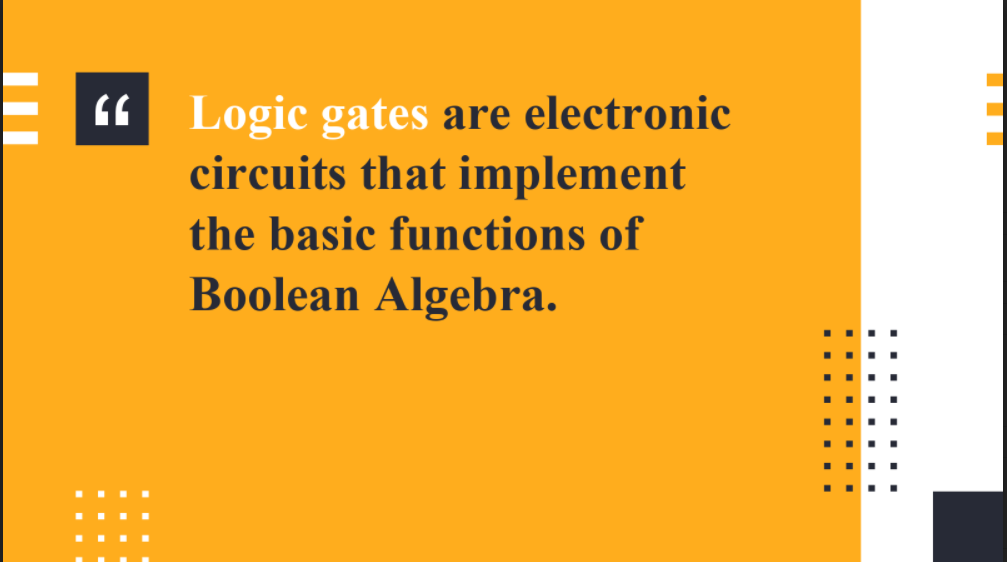 “
Logic gates are electronic
circuits that implement
the basic functions of
Boolean Algebra.